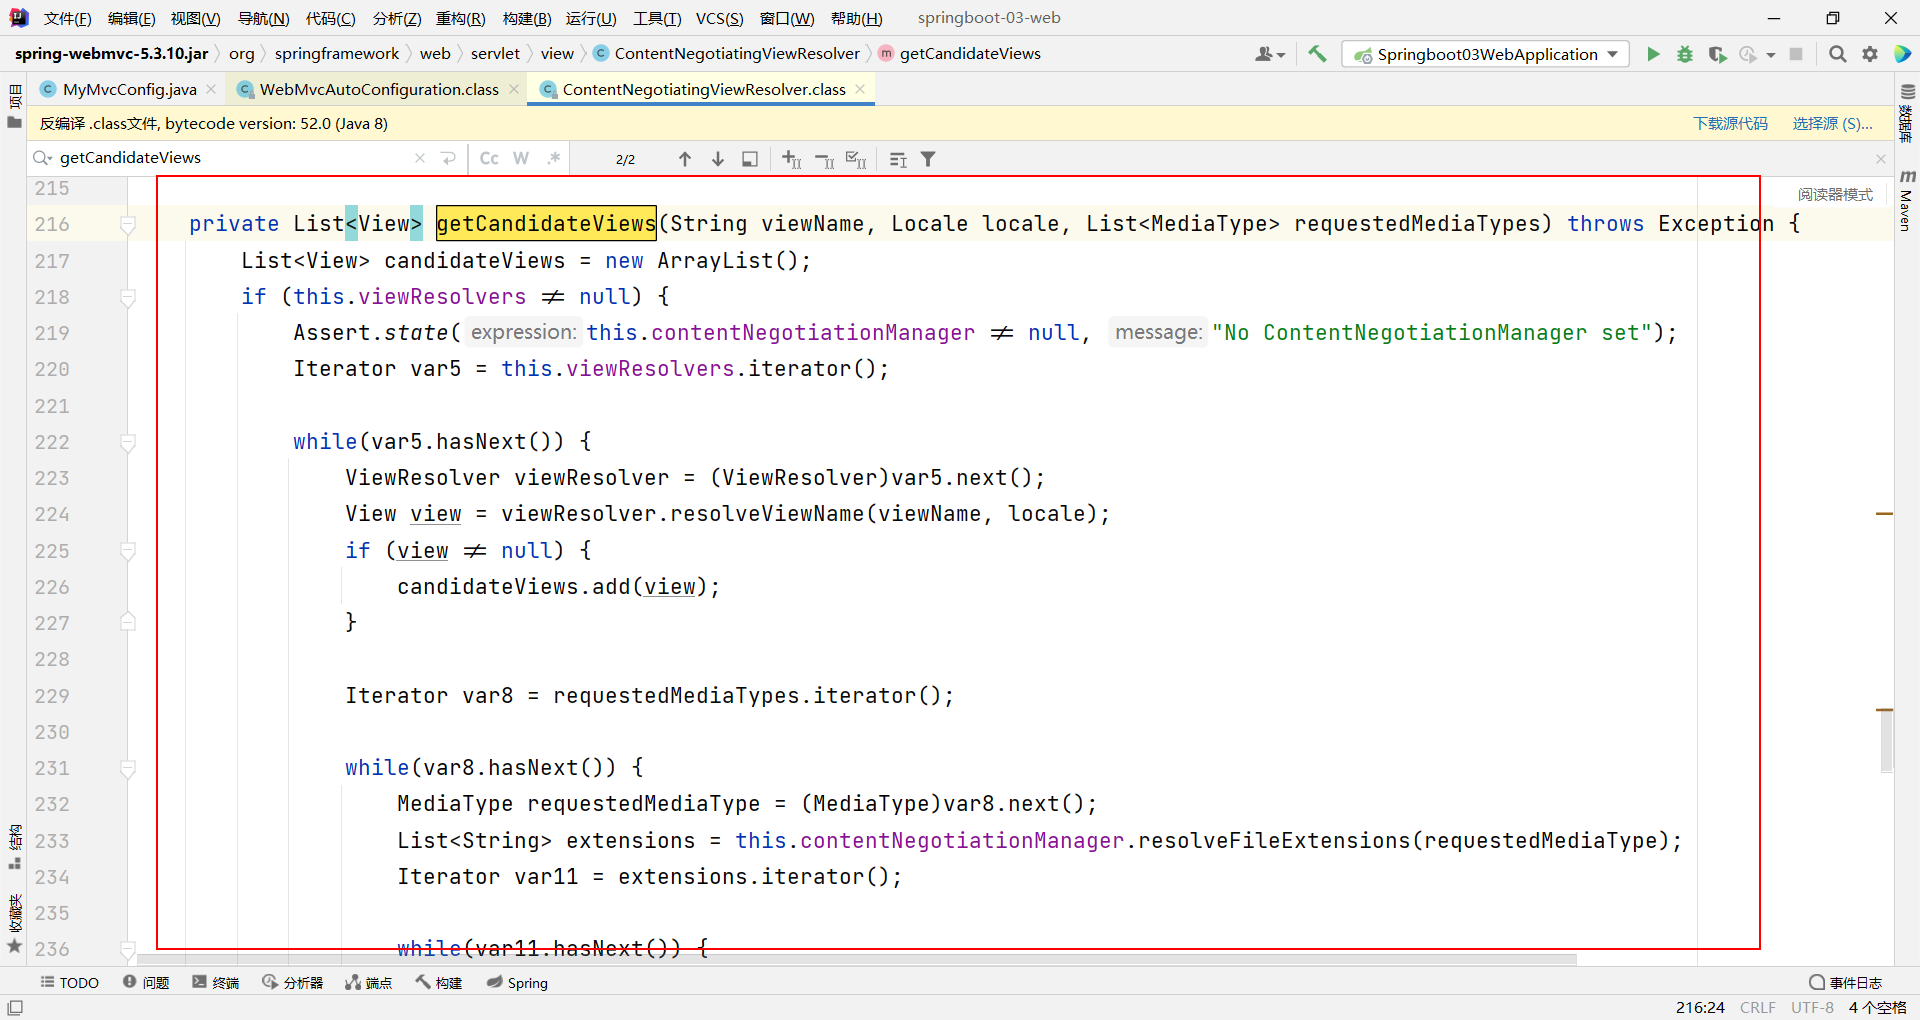 文件(F) 编辑(E) 视图(V) 导航(N) 代码(C) 分析(Z) 重构(R) 构建(B) 运行(U) 工具(T) VCS(S) 窗口(W) 帮助(H) springboot-03-web
spring-webmvc-5.3.10.jar org springframework web servlet view C ContentNegotiatingViewResolver m getCandidateViews Springboot03WebApplication
项目
C MyMvcConfig.java C WebMvcAutoConfiguration.class C ContentNegotiatingViewResolver.class
数据库
反编译 .class文件, bytecode version: 52.0 (Java 8) 下载源代码 选择源 (S)...
getCandidateViews Cc W .* 2/2
m Maven
阅读器模式
215
216 private List<View> getCandidateViews(String viewName, Locale locale, List<MediaType> requestedMediaTypes) throws Exception {
217 List<View> candidateViews = new ArrayList();
218 if (this.viewResolvers ≠ null) {
219 Assert.state( expression: this.contentNegotiationManager ≠ null, message: "No ContentNegotiationManager set");
220 Iterator var5 = this.viewResolvers.iterator();
221
222 while(var5.hasNext()) {
223 ViewResolver viewResolver = (ViewResolver)var5.next();
224 View view = viewResolver.resolveViewName(viewName, locale);
225 if (view ≠ null) {
226 candidateViews.add(view);
227 }
228
229 Iterator var8 = requestedMediaTypes.iterator();
230
231 while(var8.hasNext()) {
232 MediaType requestedMediaType = (MediaType)var8.next();
233 List<String> extensions = this.contentNegotiationManager.resolveFileExtensions(requestedMediaType);
234 Iterator var11 = extensions.iterator();
235
236 while(var11.hasNext()) {
结构
收藏夹
TODO 问题 终端 分析器 端点 构建 Spring 事件日志
216:24 CRLF UTF-8 4 个空格